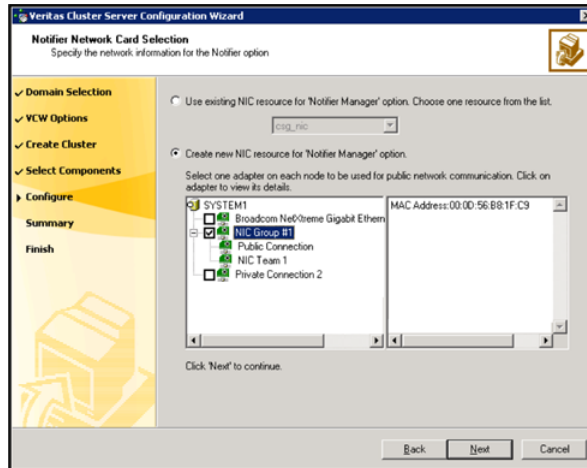 Veritas Cluster Server Configuration Wizard
Notifier Network Card Selection
Specify the network information for the Notifier option
Domain Selection
VCW Options
Create Cluster
Select Components
Configure
Summary
Finish
Use existing NIC resource for 'Notifier Manager' option. Choose one resource from the list.
csg_nic
Create new NIC resource for 'Notifier Manager' option.
Select one adapter on each node to be used for public network communication. Click on
adapter to view its details.
SYSTEM1
Broadcom NetXtreme Gigabit Ethern
NIC Group #1
Public Connection
NIC Team 1
Private Connection 2
MAC Address:00:0D:56:B8:1F:C9
Click 'Next' to continue.
Back
Next
Cancel